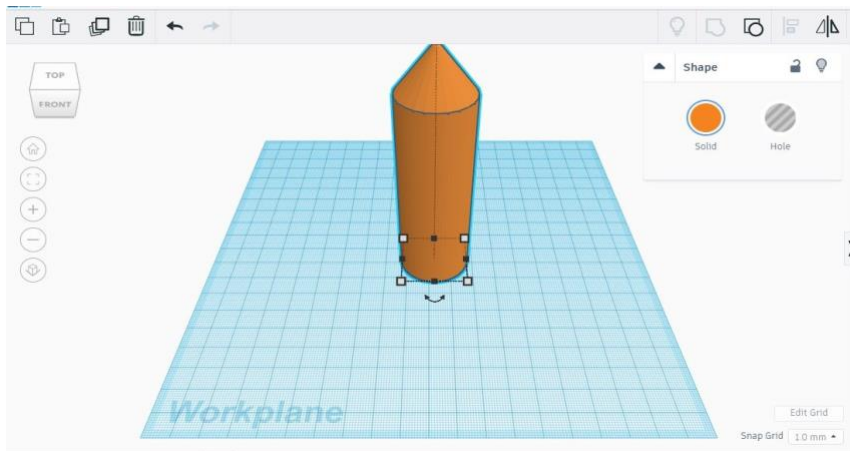 TOP
FRONT
Shape
Solid
Hole
Workplane
Edit Grid
Snap Grid 1.0 mm